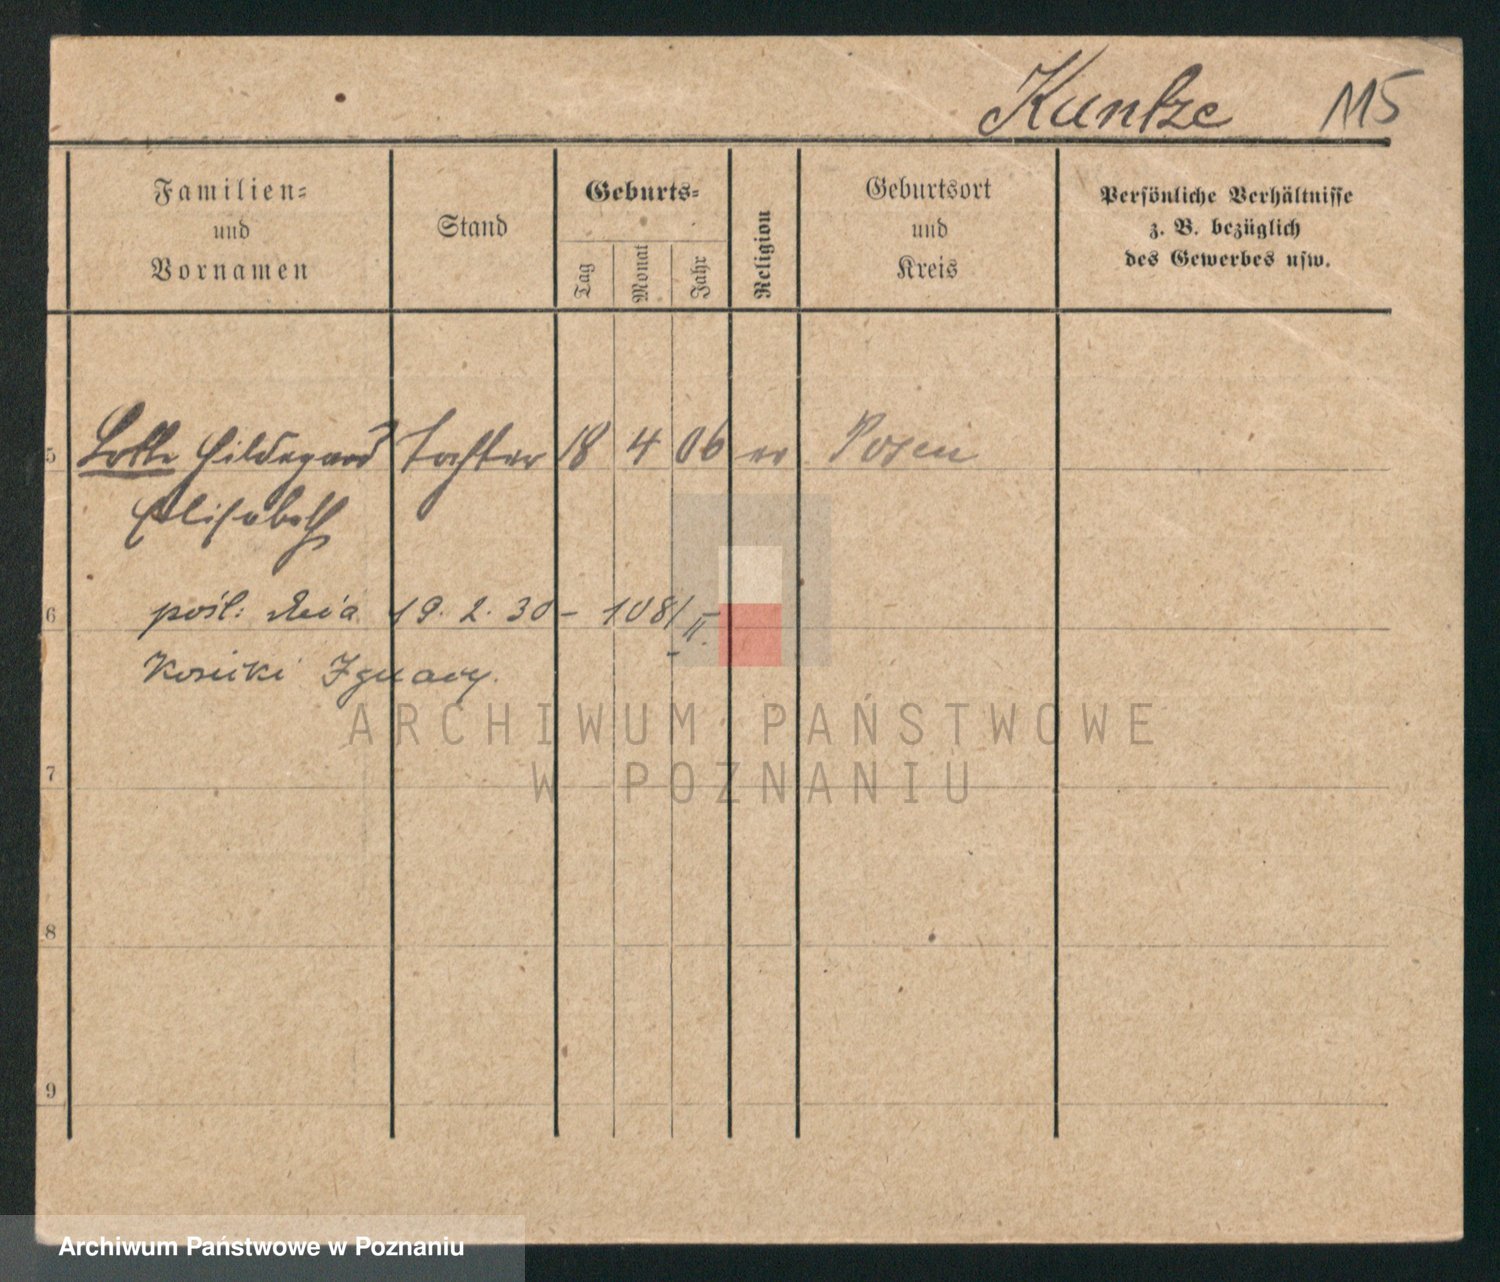 Kuntze 115
Familien=
und
Vornamen
Stand
Geburts=
Tag
Monat
Jahr
Religion
Geburtsort
und
Kreis
Persönliche Verhältnisse
z. B. bezüglich
des Gewerbes usw.
5 Lotte Hildegard Tochter 18 4 06 ev Posen
Elisabeth
6 pośl: dnia 19. 2. 30 – 108/II.
Kosicki Ignacy.
7
8
9
ARCHIWUM PAŃSTWOWE
W POZNANIU
Archiwum Państwowe w Poznaniu